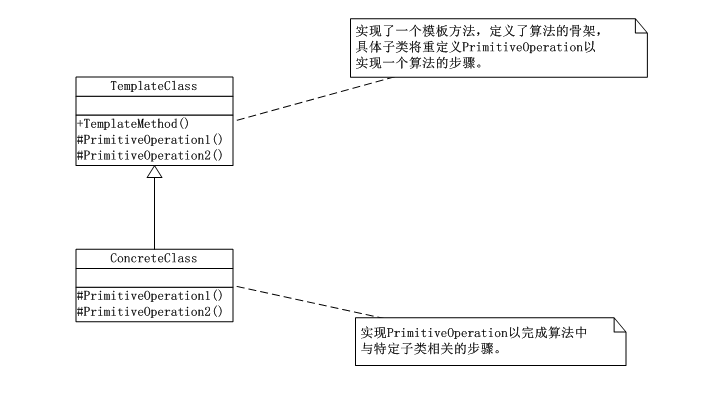 实现了一个模板方法，定义了算法的骨架，
具体子类将重定义PrimitiveOperation以
实现一个算法的步骤。
TemplateClass
+TemplateMethod()
#PrimitiveOperation1()
#PrimitiveOperation2()
ConcreteClass
#PrimitiveOperation1()
#PrimitiveOperation2()
实现PrimitiveOperation以完成算法中
与特定子类相关的步骤。